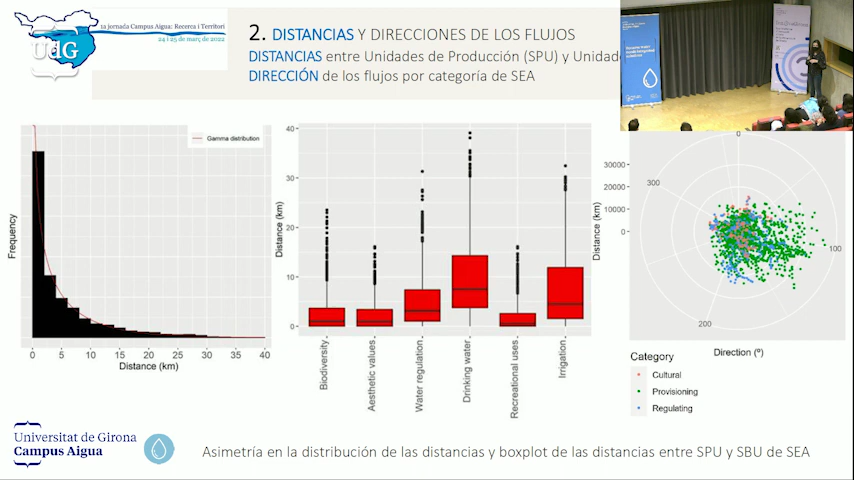 1a jornada Campus Aigua: Recerca i Territori
24 i 25 de març de 2022
UdG
2. DISTANCIAS Y DIRECCIONES DE LOS FLUJOS
DISTANCIAS entre Unidades de Producción (SPU) y Unidad
DIRECCIÓN de los flujos por categoría de SEA
Gamma distribution
Frequency
0 5 10 15 20 25 30 35 40
Distance (km)
Distance (km)
40
30
20
10
0
Biodiversity
Aesthetic values
Water regulation
Drinking water
Recreational uses
Irrigation
Distance (km)
30000
20000
10000
0
0
100
200
300
Direction (º)
Category
Cultural
Provisioning
Regulating
Universitat de Girona
Campus Aigua
Asimetría en la distribución de las distancias y boxplot de las distancias entre SPU y SBU de SEA